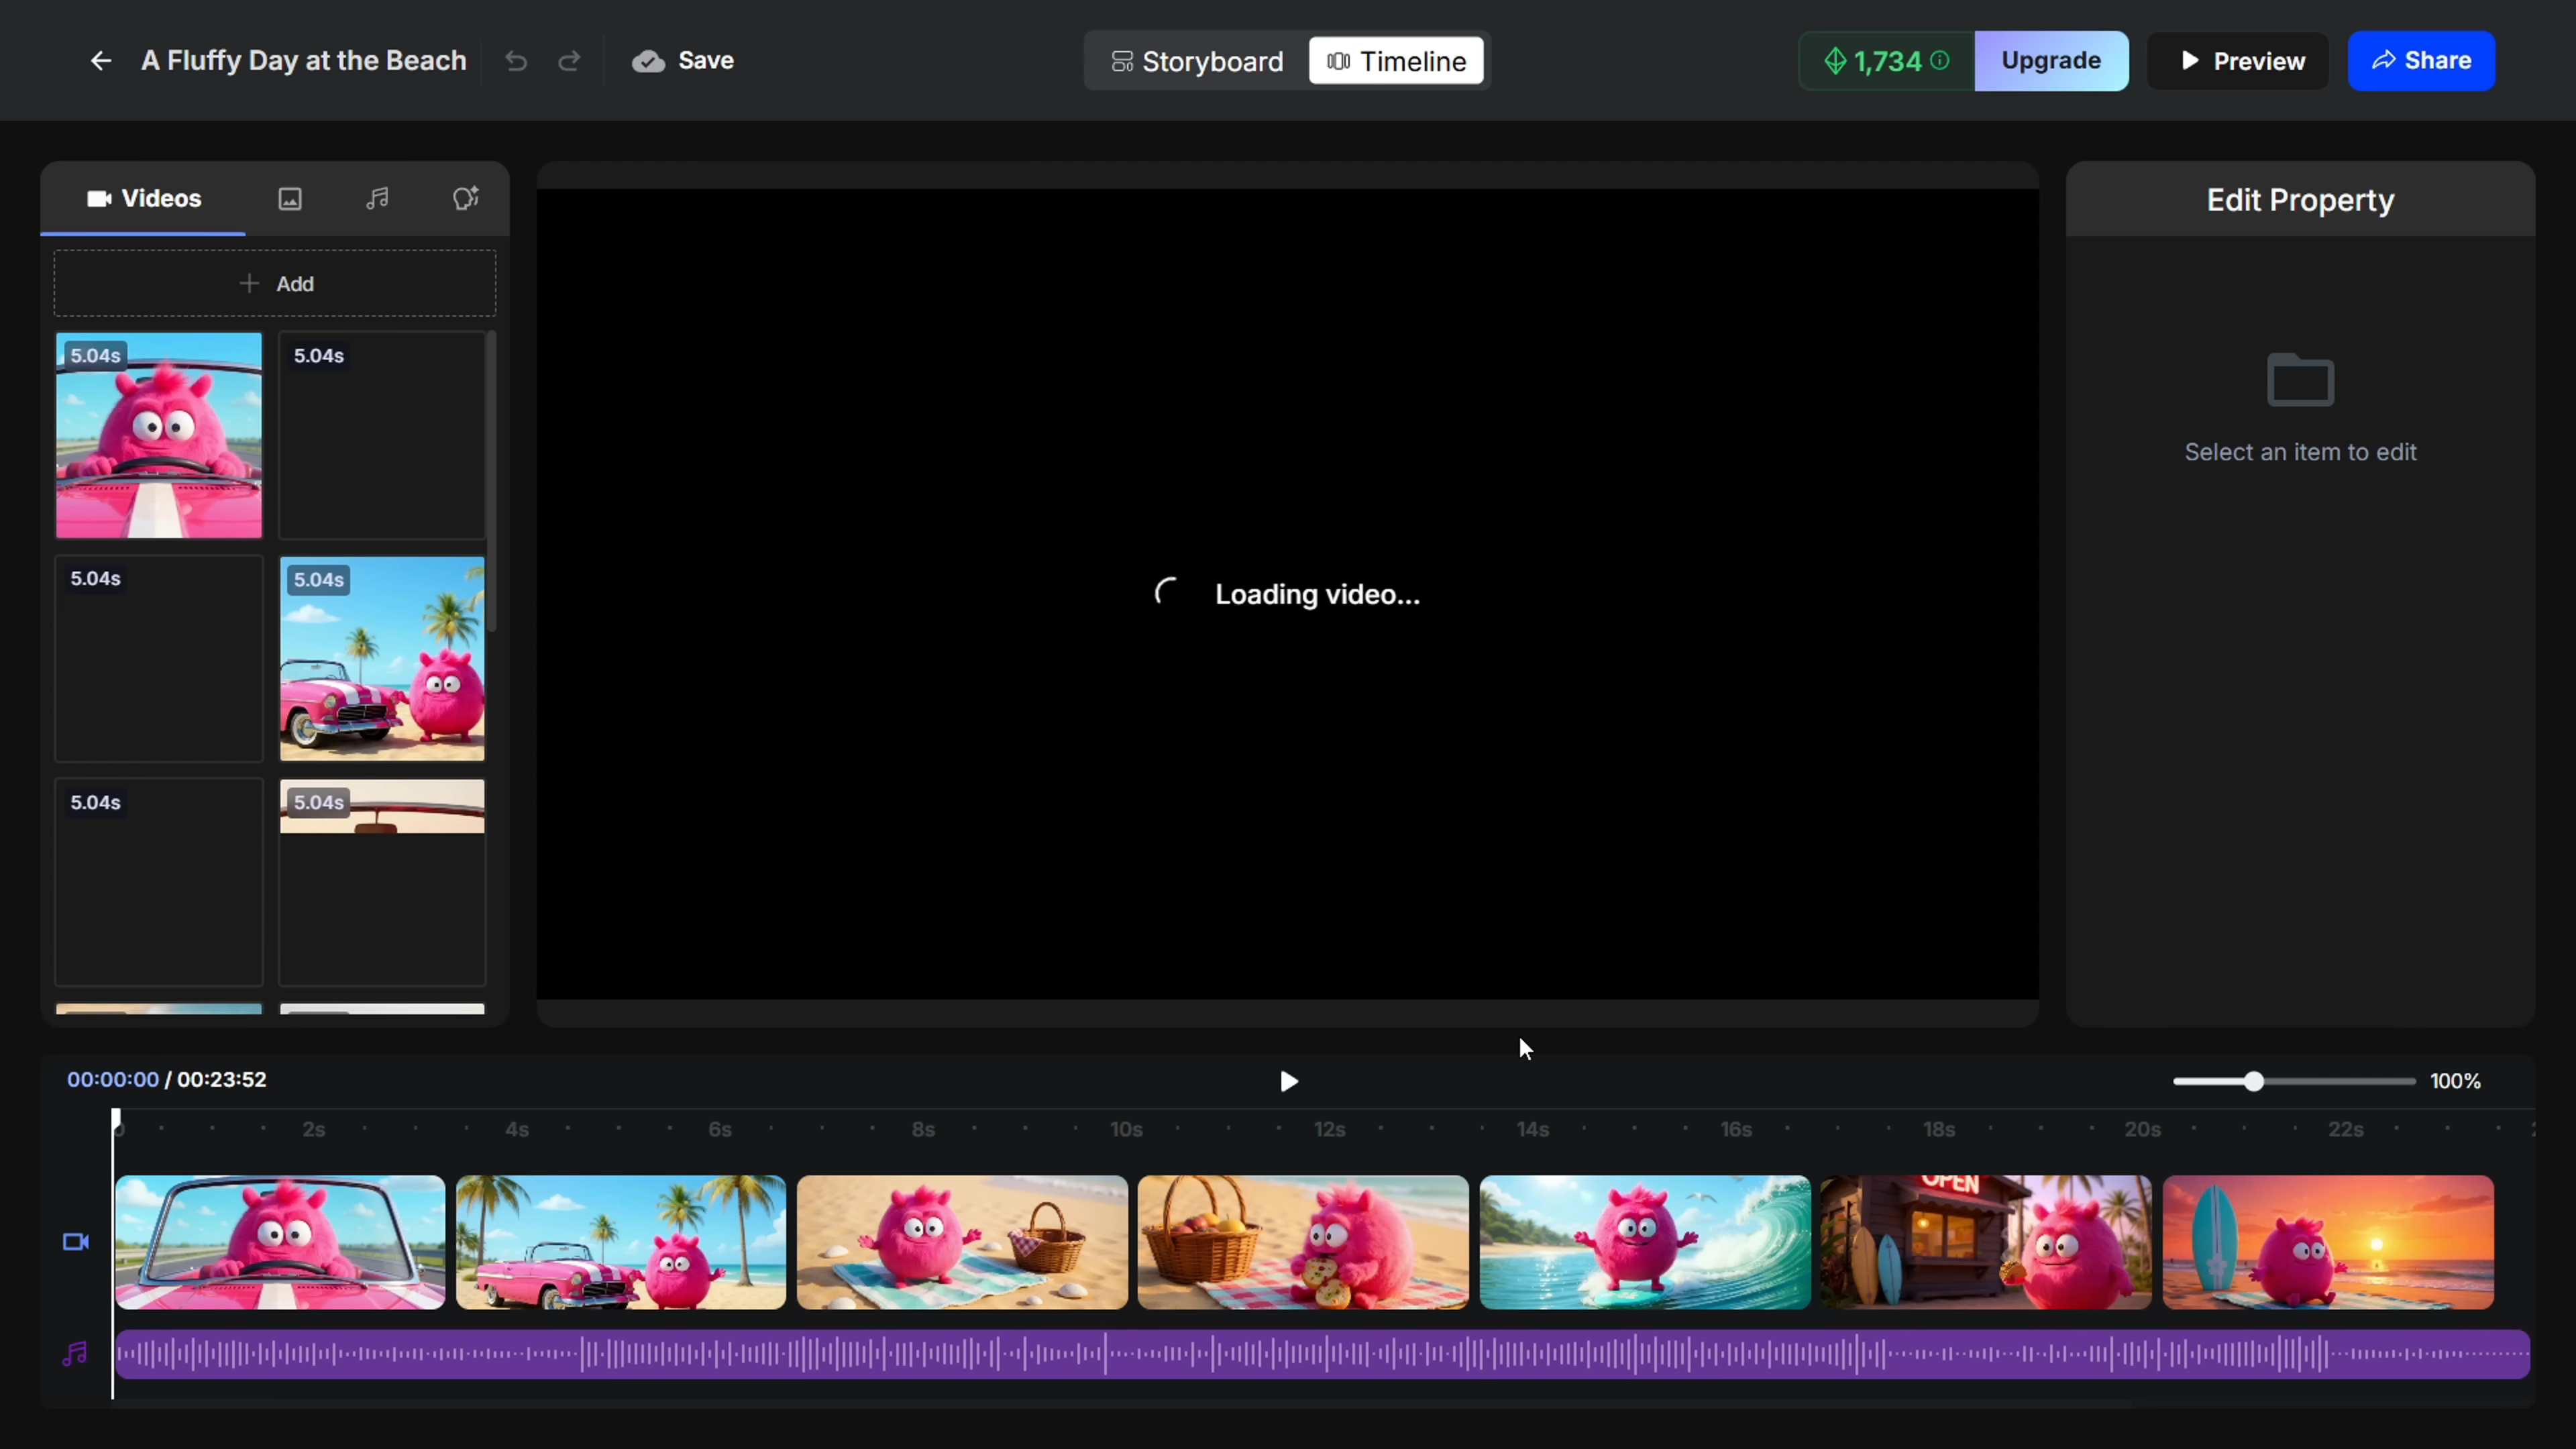 A Fluffy Day at the Beach
Save
Storyboard
Timeline
1,734
Upgrade
Preview
Share
Videos
Add
5.04s
5.04s
5.04s
5.04s
5.04s
5.04s
Loading video...
Edit Property
Select an item to edit
00:00:00 / 00:23:52
100%
2s 4s 6s 8s 10s 12s 14s 16s 18s 20s 22s
OPEN